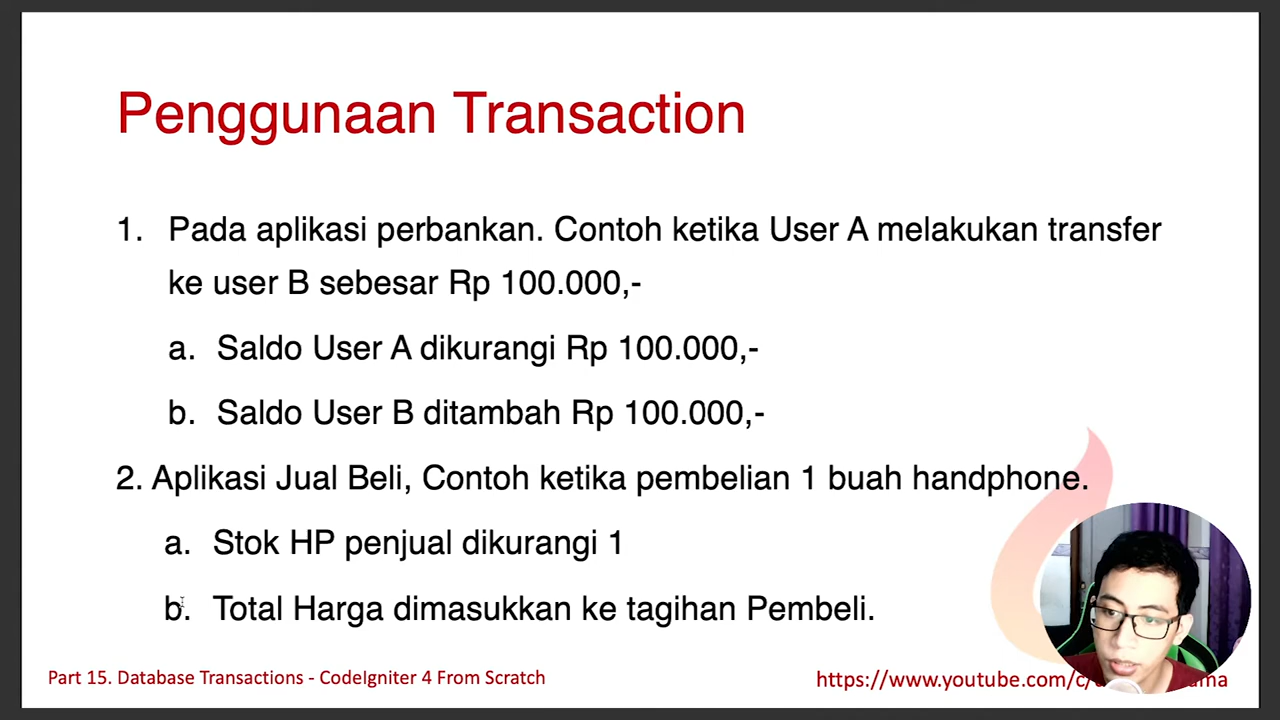 Penggunaan Transaction
1. Pada aplikasi perbankan. Contoh ketika User A melakukan transfer
ke user B sebesar Rp 100.000,-
a. Saldo User A dikurangi Rp 100.000,-
b. Saldo User B ditambah Rp 100.000,-
2. Aplikasi Jual Beli, Contoh ketika pembelian 1 buah handphone.
a. Stok HP penjual dikurangi 1
b. Total Harga dimasukkan ke tagihan Pembeli.
Part 15. Database Transactions - CodeIgniter 4 From Scratch
https://www.youtube.com/c/